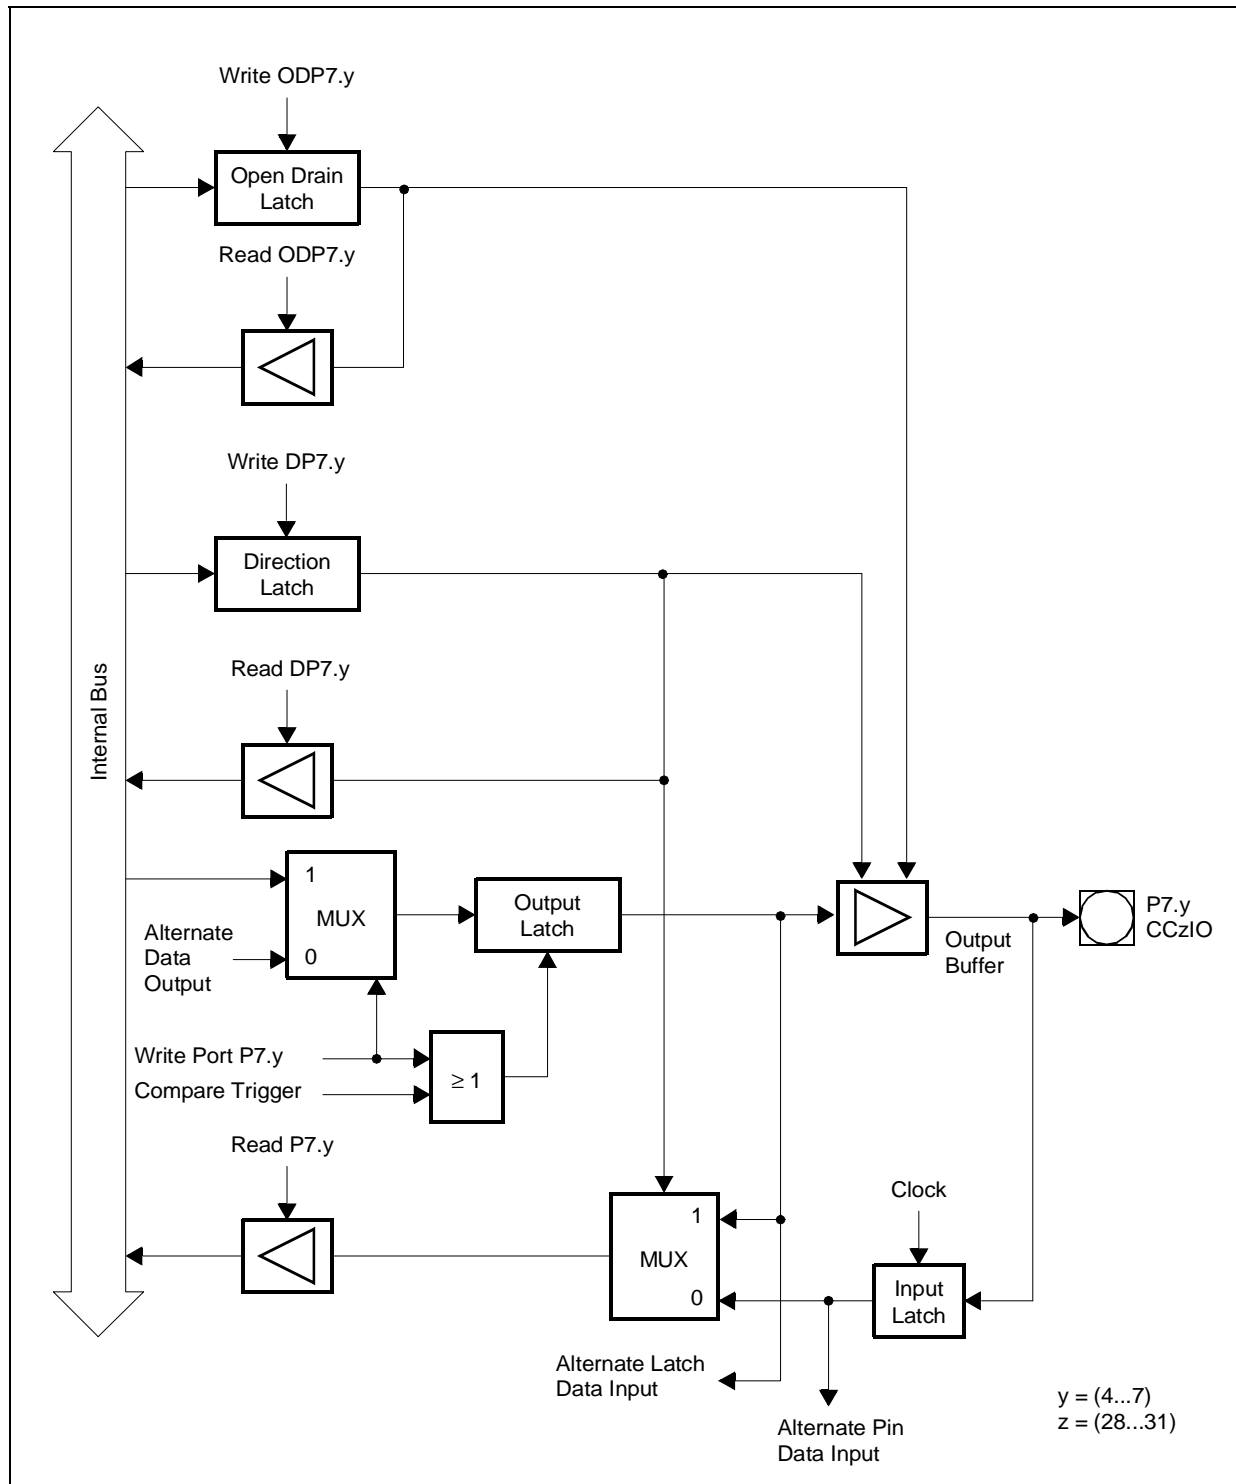 Write ODP7.y
Open Drain
Latch
Read ODP7.y
Write DP7.y
Direction
Latch
Internal Bus
Read DP7.y
1
MUX
0
Alternate
Data
Output
Output
Latch
Output
Buffer
P7.y
CCzIO
Write Port P7.y
Compare Trigger
≥ 1
Read P7.y
1
MUX
0
Clock
Input
Latch
Alternate Latch
Data Input
Alternate Pin
Data Input
y = (4...7)
z = (28...31)